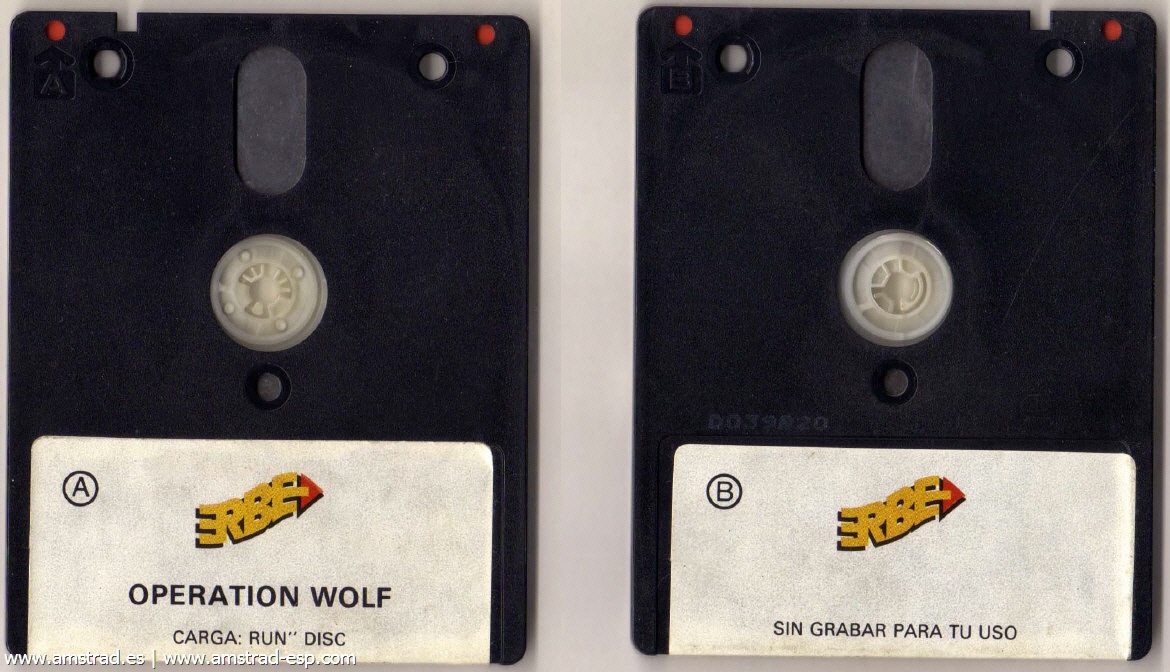 A
B
D039R20
A
ERBE
OPERATION WOLF
CARGA: RUN" DISC
B
ERBE
SIN GRABAR PARA TU USO
www.amstrad.es | www.amstrad-esp.com